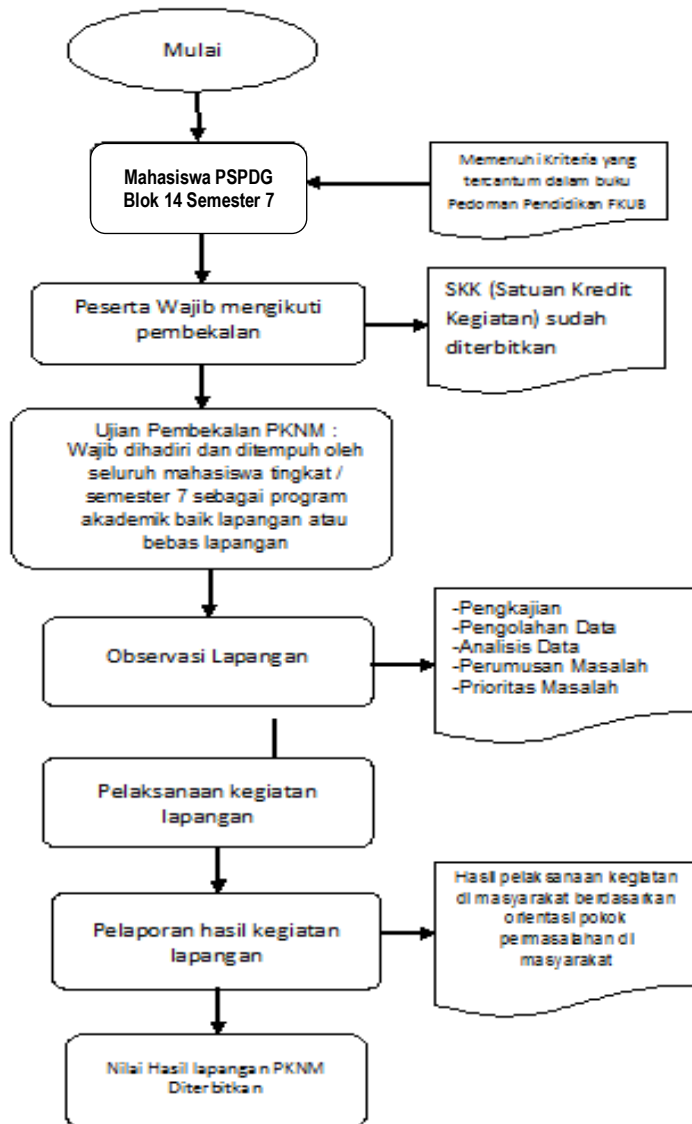 Mulai
Mahasiswa PSPDG
Blok 14 Semester 7
Memenuhi Kriteria yang
tercantum dalam buku
Pedoman Pendidikan FKUB
Peserta Wajib mengikuti
pembekalan
SKK (Satuan Kredit
Kegiatan) sudah
diterbitkan
Ujian Pembekalan PKNM :
Wajib dihadiri dan ditempuh oleh
seluruh mahasiswa tingkat /
semester 7 sebagai program
akademik baik lapangan atau
bebas lapangan
Observasi Lapangan
-Pengkajian
-Pengolahan Data
-Analisis Data
-Perumusan Masalah
-Prioritas Masalah
Pelaksanaan kegiatan
lapangan
Pelaporan hasil kegiatan
lapangan
Hasil pelaksanaan kegiatan
di masyarakat berdasarkan
orientasi pokok
permasalahan di
masyarakat
Nilai Hasil lapangan PKNM
Diterbitkan